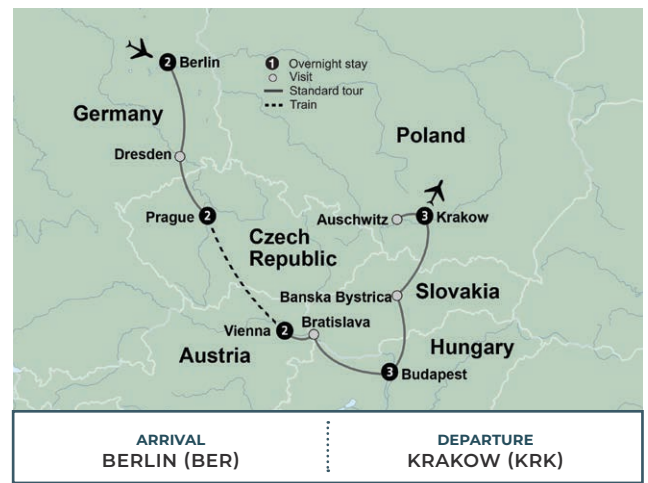 2 Berlin
1 Overnight stay
Visit
Standard tour
Train
Germany
Poland
Dresden
Prague 2
Auschwitz
3 Krakow
Czech
Republic
Banska Bystrica
Slovakia
Vienna 2
Bratislava
Austria
Hungary
3 Budapest
ARRIVAL
BERLIN (BER)
DEPARTURE
KRAKOW (KRK)